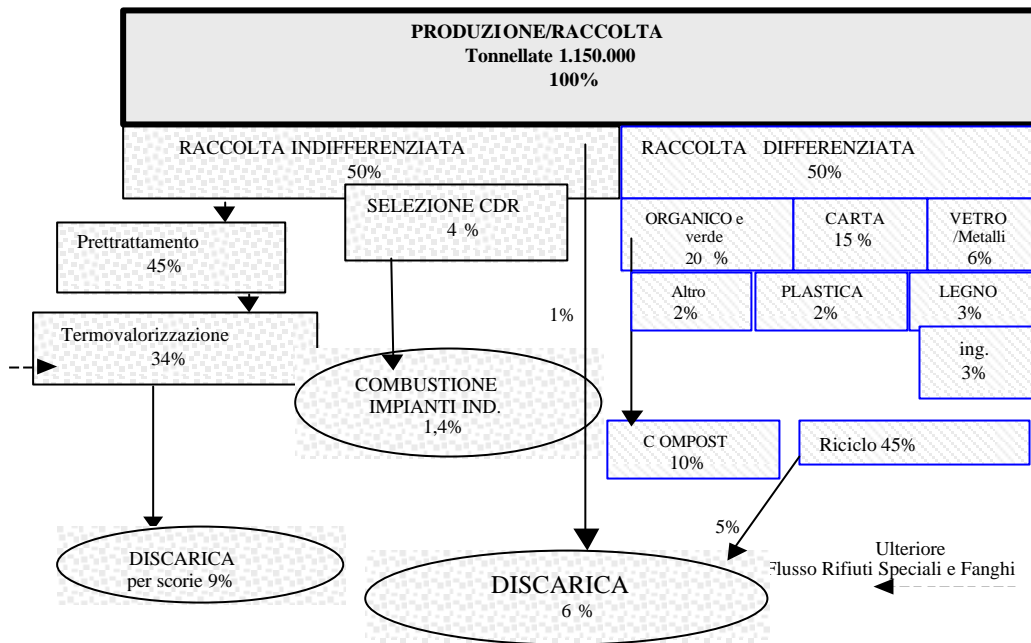 PRODUZIONE/RACCOLTA
Tonnellate 1.150.000
100%
RACCOLTA INDIFFERENZIATA
50%
RACCOLTA DIFFERENZIATA
50%
SELEZIONE CDR
4 %
ORGANICO e
verde
20 %
CARTA
15 %
VETRO
/Metalli
6%
Prettrattamento
45%
Altro
2%
PLASTICA
2%
LEGNO
3%
1%
Termovalorizzazione
34%
ing.
3%
COMBUSTIONE
IMPIANTI IND.
1,4%
C OMPOST
10%
Riciclo 45%
5%
DISCARICA
per scorie 9%
DISCARICA
6 %
Ulteriore
Flusso Rifiuti Speciali e Fanghi